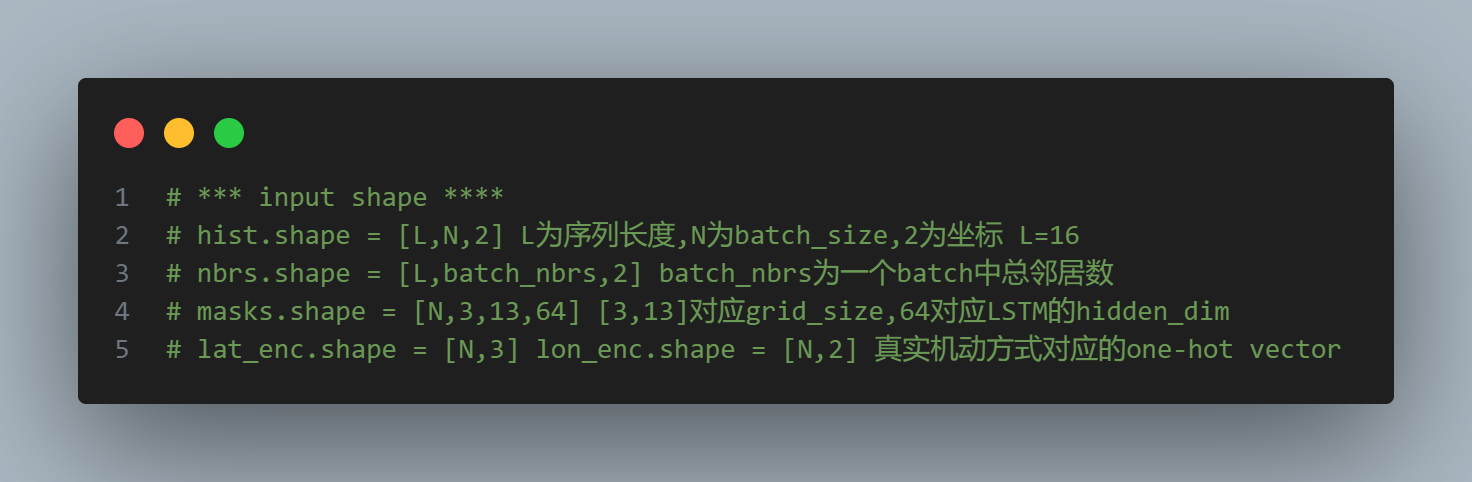 1 # *** input shape ****
2 # hist.shape = [L,N,2] L为序列长度,N为batch_size,2为坐标 L=16
3 # nbrs.shape = [L,batch_nbrs,2] batch_nbrs为一个batch中总邻居数
4 # masks.shape = [N,3,13,64] [3,13]对应grid_size,64对应LSTM的hidden_dim
5 # lat_enc.shape = [N,3] lon_enc.shape = [N,2] 真实机动方式对应的one-hot vector